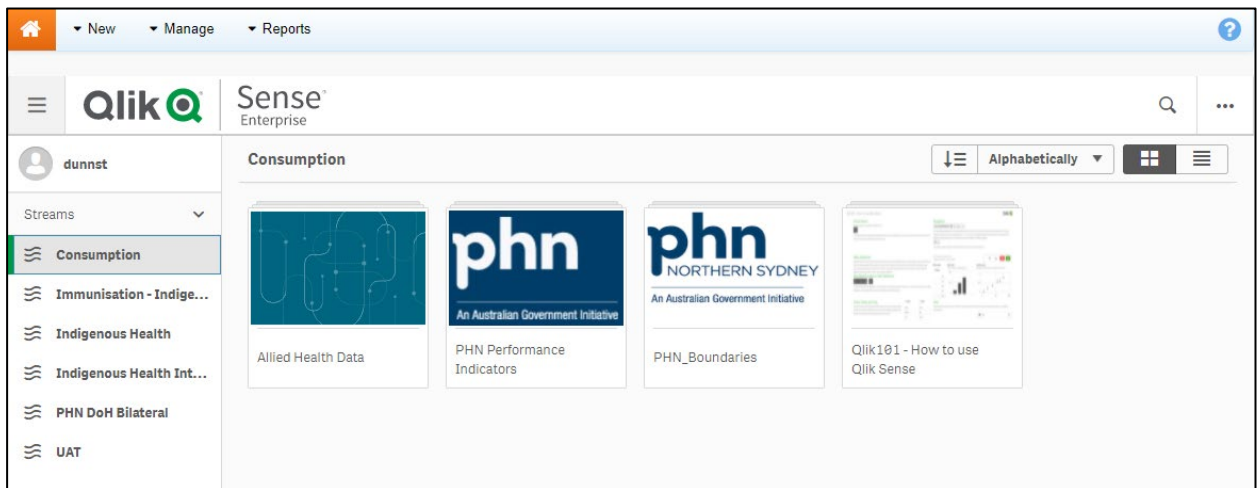 New Manage Reports ?
Qlik Sense®
Enterprise
dunnst
Consumption
Alphabetically
Streams
Consumption
Immunisation - Indige...
Indigenous Health
Indigenous Health Int...
PHN DoH Bilateral
UAT
phn
An Australian Government Initiative
phn
NORTHERN SYDNEY
An Australian Government Initiative
Allied Health Data
PHN Performance
Indicators
PHN_Boundaries
Qlik101 - How to use
Qlik Sense